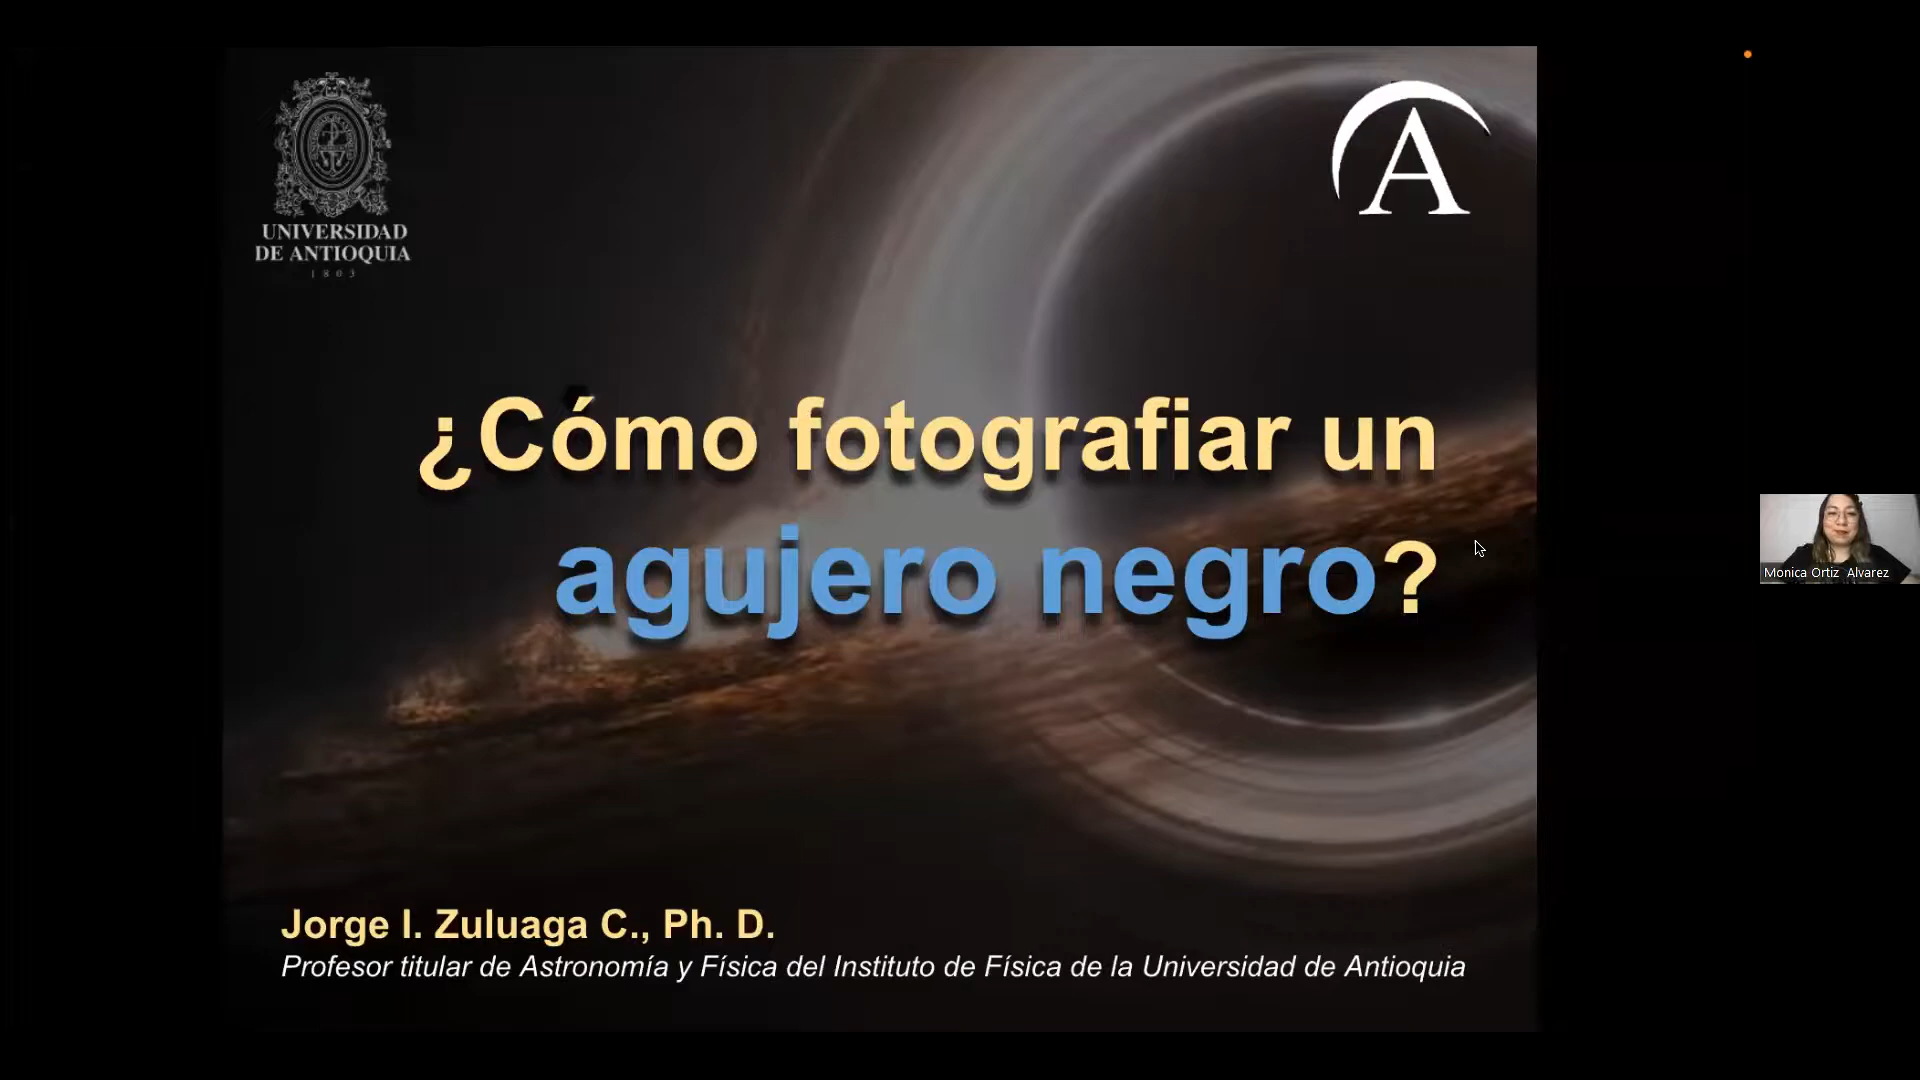 UNIVERSIDAD
DE ANTIOQUIA
1803
A
¿Cómo fotografiar un
agujero negro?
Monica Ortiz Alvarez
Jorge I. Zuluaga C., Ph. D.
Profesor titular de Astronomía y Física del Instituto de Física de la Universidad de Antioquia